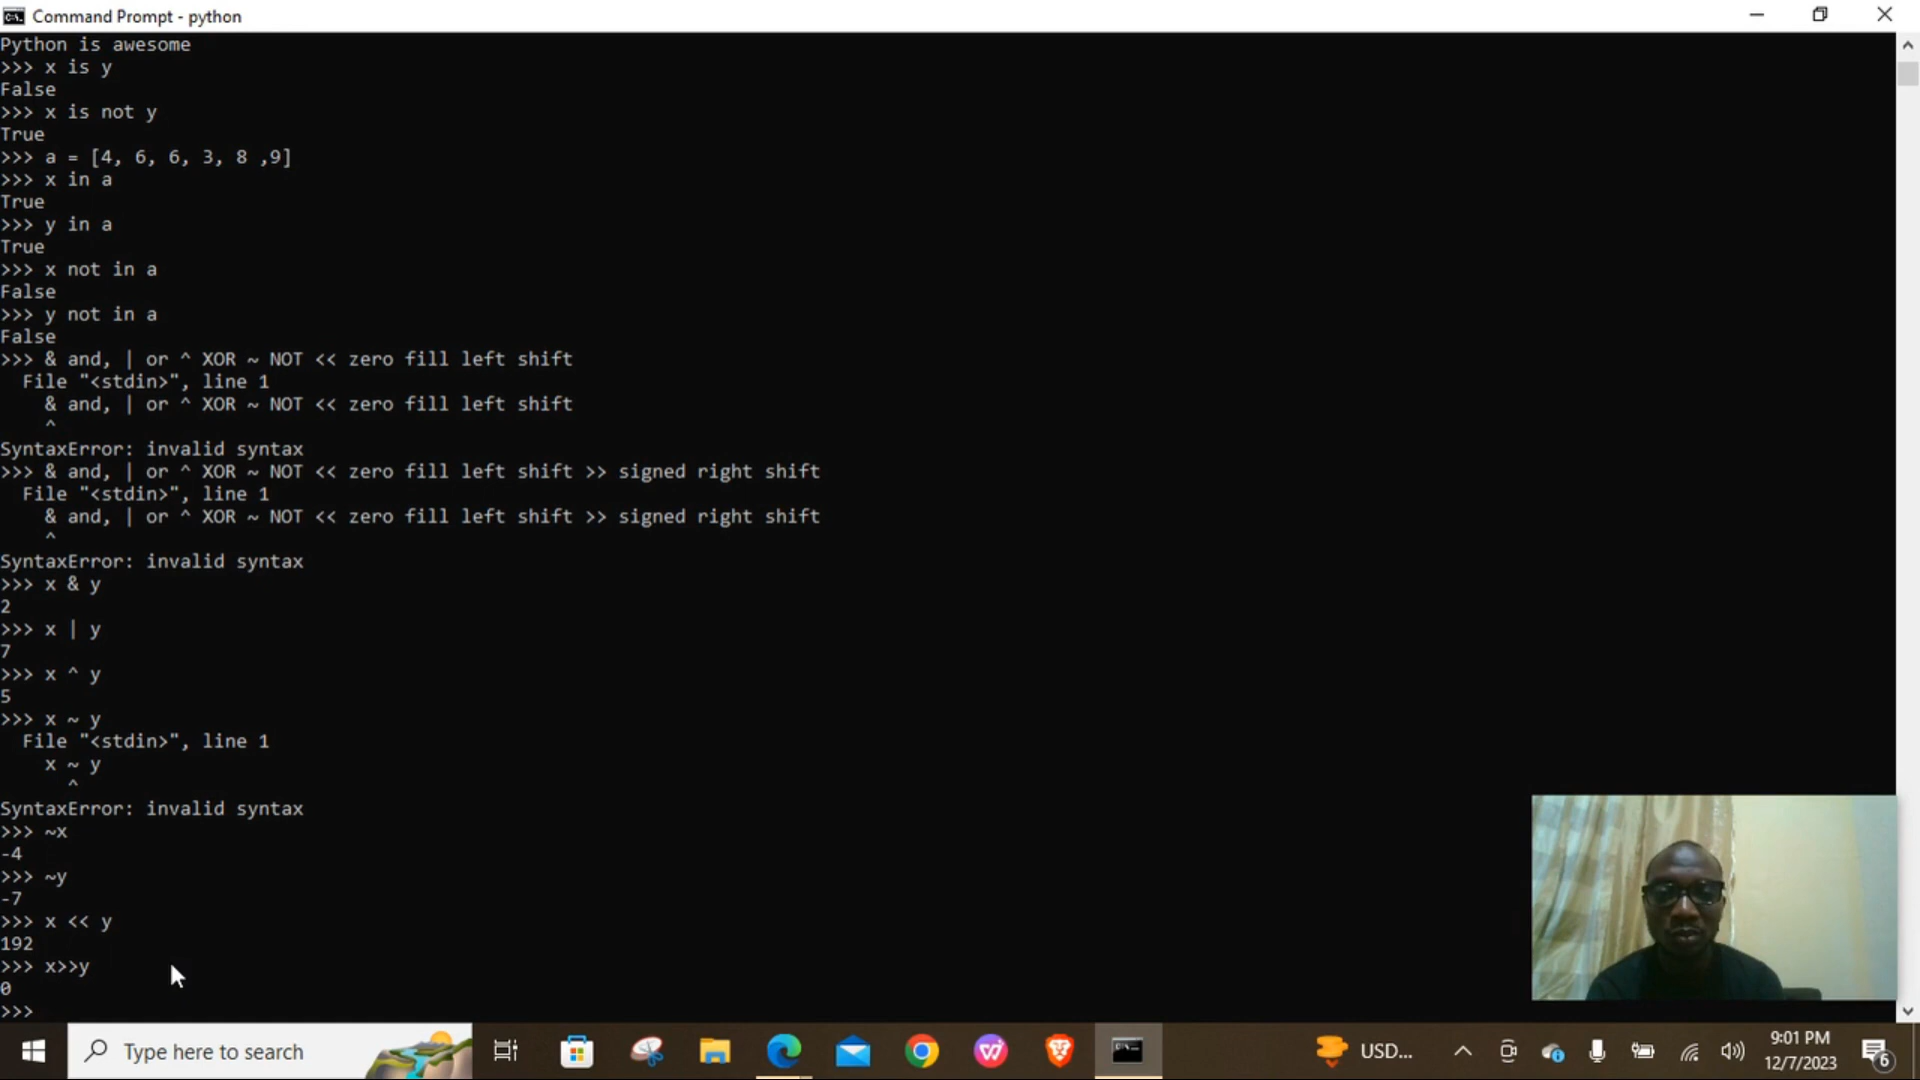 Command Prompt - python
Python is awesome
>>> x is y
False
>>> x is not y
True
>>> a = [4, 6, 6, 3, 8 ,9]
>>> x in a
True
>>> y in a
True
>>> x not in a
False
>>> y not in a
False
>>> & and, | or ^ XOR ~ NOT << zero fill left shift
  File "<stdin>", line 1
    & and, | or ^ XOR ~ NOT << zero fill left shift
    ^
SyntaxError: invalid syntax
>>> & and, | or ^ XOR ~ NOT << zero fill left shift >> signed right shift
  File "<stdin>", line 1
    & and, | or ^ XOR ~ NOT << zero fill left shift >> signed right shift
    ^
SyntaxError: invalid syntax
>>> x & y
2
>>> x | y
7
>>> x ^ y
5
>>> x ~ y
  File "<stdin>", line 1
    x ~ y
      ^
SyntaxError: invalid syntax
>>> ~x
-4
>>> ~y
-7
>>> x << y
192
>>> x>>y
0
>>>
Type here to search
USD...
9:01 PM
12/7/2023
6